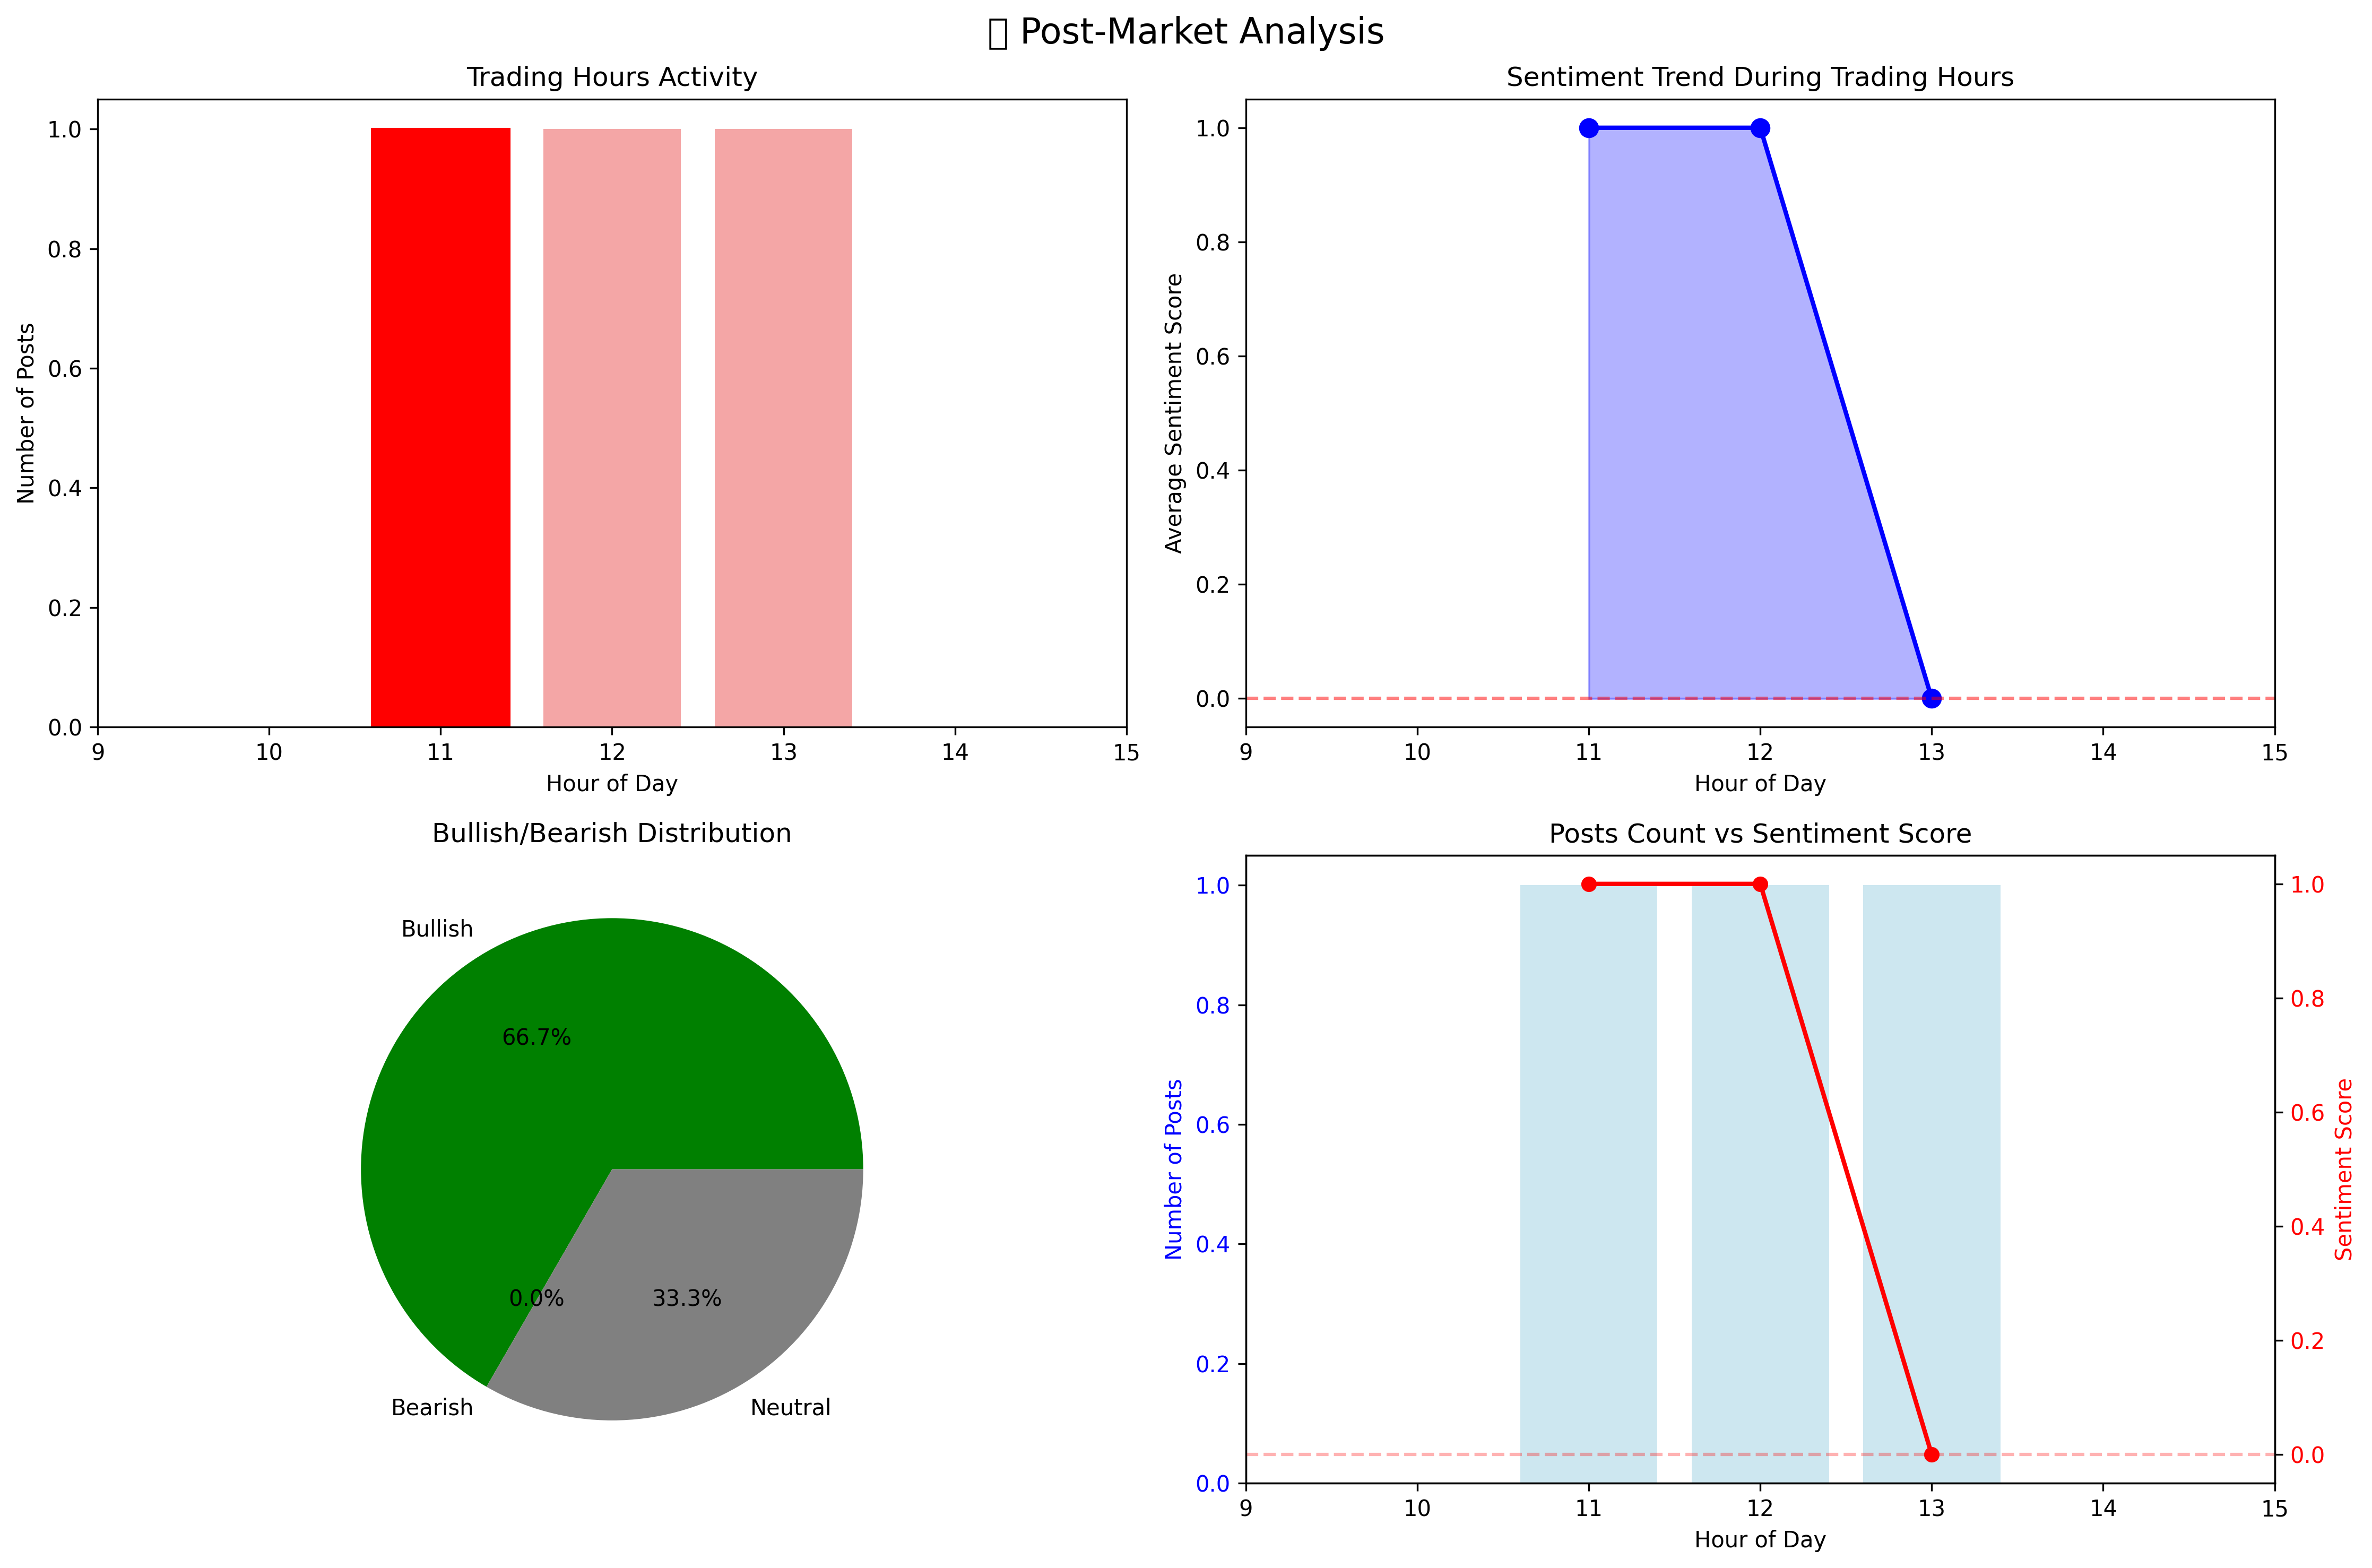 Post-Market Analysis
Trading Hours Activity
Number of Posts
1.0
0.8
0.6
0.4
0.2
0.0
9 10 11 12 13 14 15
Hour of Day
Sentiment Trend During Trading Hours
Average Sentiment Score
1.0
0.8
0.6
0.4
0.2
0.0
9 10 11 12 13 14 15
Hour of Day
Bullish/Bearish Distribution
Bullish
66.7%
0.0% 33.3%
Bearish Neutral
Posts Count vs Sentiment Score
Number of Posts
1.0
0.8
0.6
0.4
0.2
0.0
9 10 11 12 13 14 15
Hour of Day
1.0
0.8
0.6
0.4
0.2
0.0
Sentiment Score